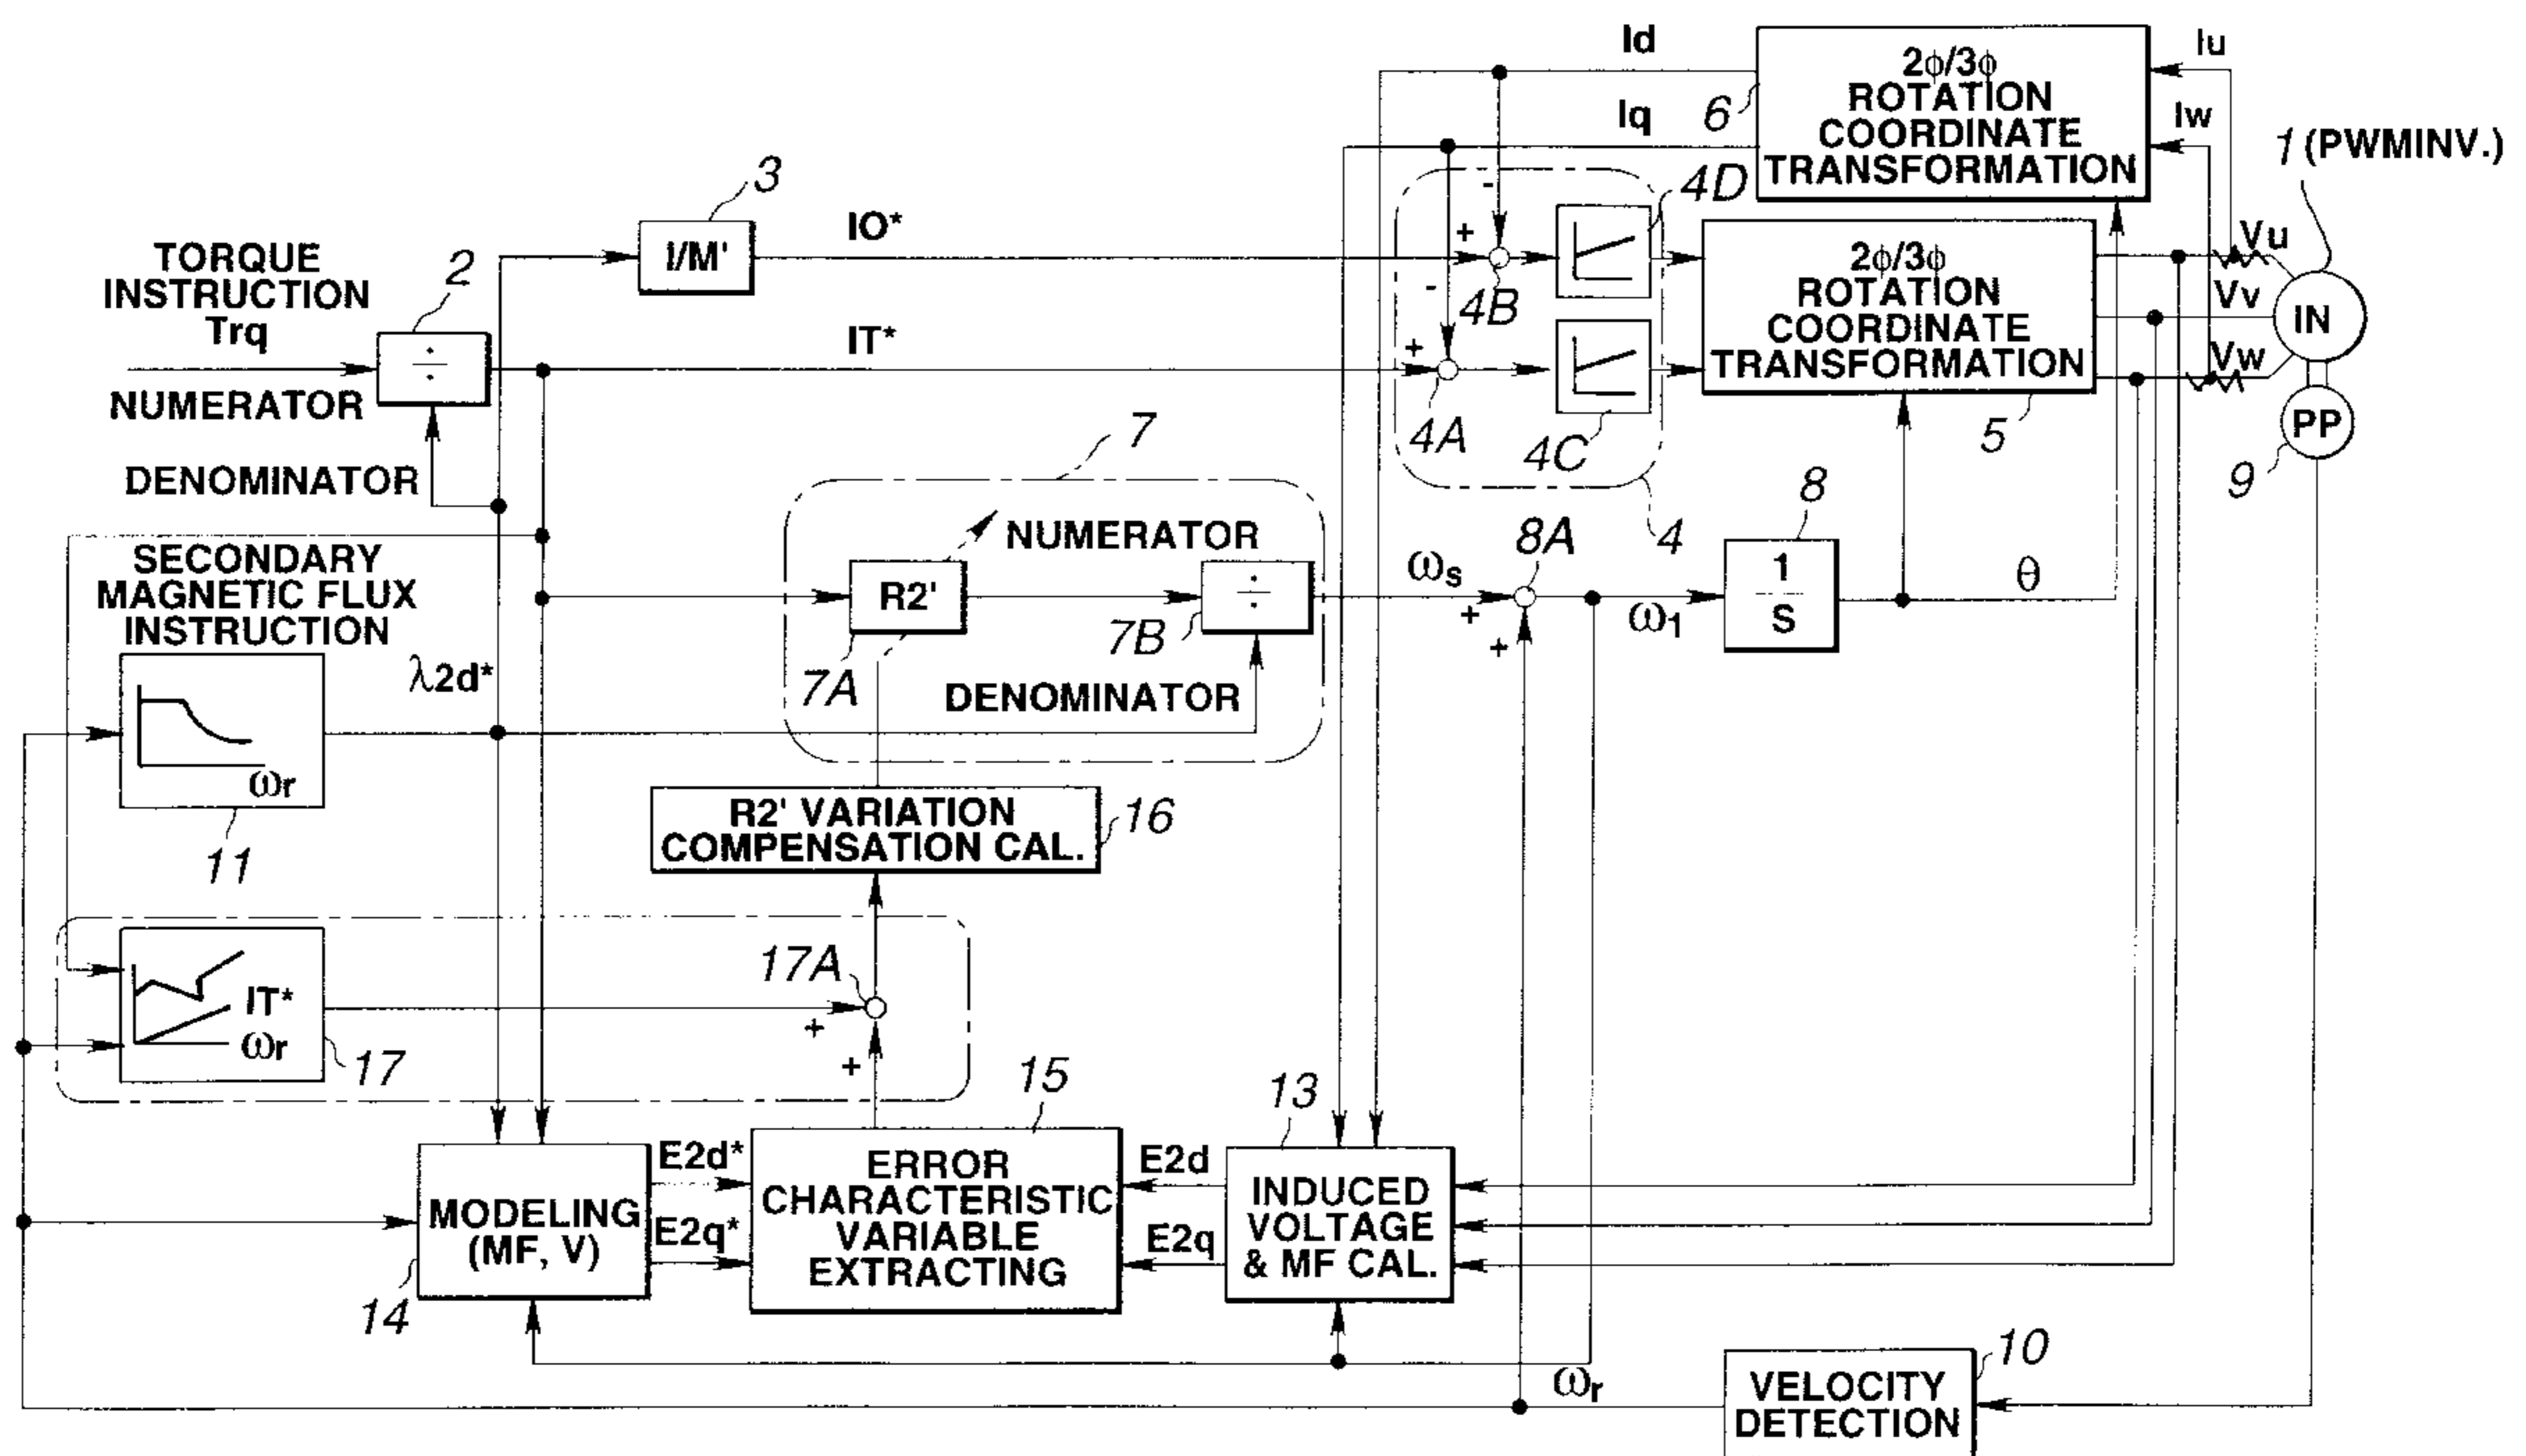 Id
2φ/3φ
ROTATION
COORDINATE
TRANSFORMATION
Iu
Iq
6
Iw
1 (PWMINV.)
3
I/M'
IO*
+
-
4D
4B
TORQUE
INSTRUCTION
Trq
2
÷
NUMERATOR
DENOMINATOR
IT*
+
-
4A
4C
4
2φ/3φ
ROTATION
COORDINATE
TRANSFORMATION
5
Vu
Vv
Vw
IN
PP
9
7
NUMERATOR
R2'
7A
÷
7B
DENOMINATOR
ωs
8A
+
+
ω1
8
1
S
θ
SECONDARY
MAGNETIC FLUX
INSTRUCTION
λ2d*
ωr
11
R2' VARIATION
COMPENSATION CAL.
16
IT*
ωr
17
17A
+
+
15
13
MODELING
(MF, V)
14
E2d*
E2q*
ERROR
CHARACTERISTIC
VARIABLE
EXTRACTING
E2d
E2q
INDUCED
VOLTAGE
& MF CAL.
ωr
VELOCITY
DETECTION
10